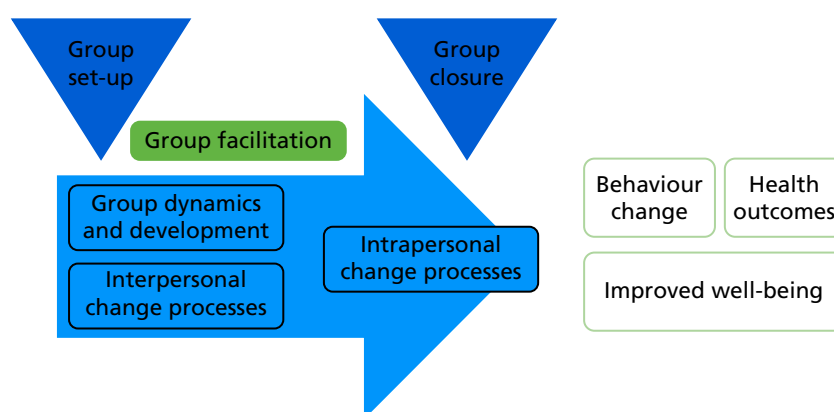 Group
set-up
Group
closure
Group facilitation
Group dynamics
and development
Interpersonal
change processes
Intrapersonal
change processes
Behaviour
change
Health
outcomes
Improved well-being